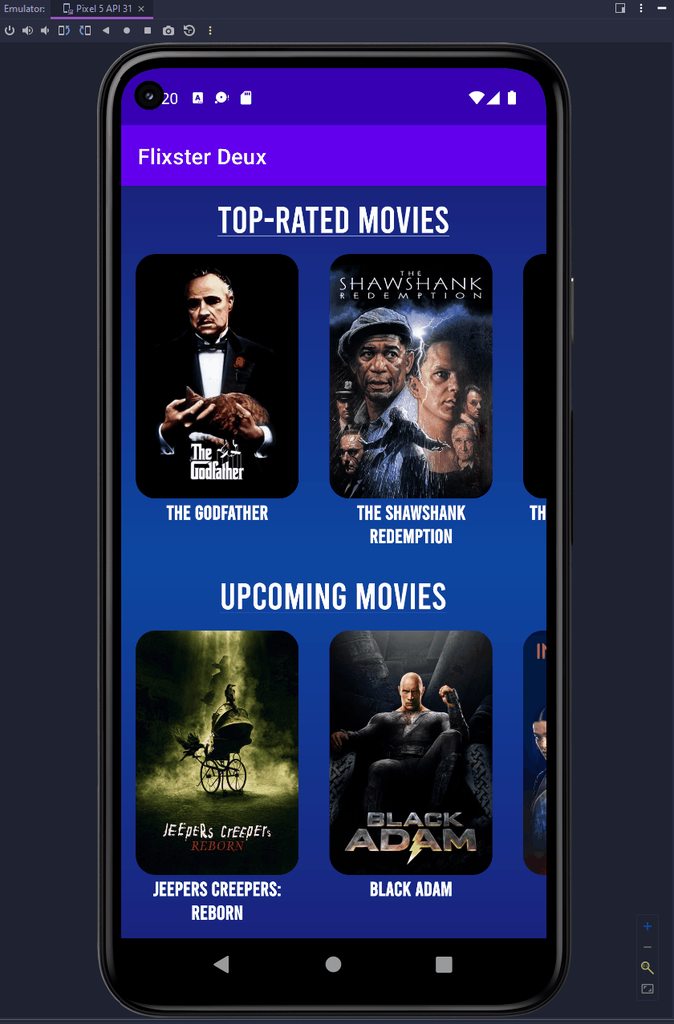 Emulator: Pixel 5 API 31
20
Flixster Deux
TOP-RATED MOVIES
THE
SHAWSHANK
REDEMPTION
The
Godfather
THE GODFATHER
THE SHAWSHANK
REDEMPTION
TH
UPCOMING MOVIES
IN
JEEPERS CREEPERS
REBORN
BLACK
ADAM
JEEPERS CREEPERS:
REBORN
BLACK ADAM